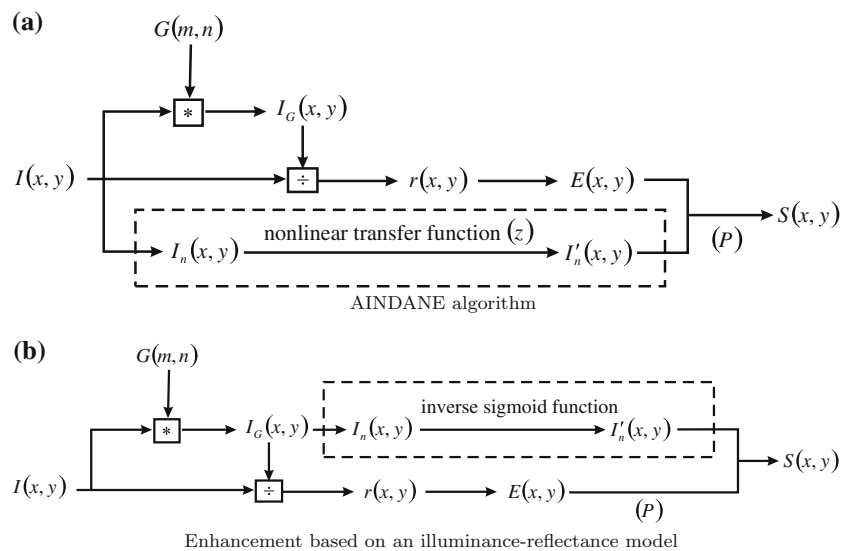 (a)
G(m,n)
*
I_G(x, y)
I(x, y)
÷
r(x, y)
E(x, y)
S(x, y)
(P)
nonlinear transfer function (z)
I_n(x, y)
I′_n(x, y)
AINDANE algorithm
(b)
G(m,n)
inverse sigmoid function
*
I_G(x, y)
I_n(x, y)
I′_n(x, y)
S(x, y)
I(x, y)
÷
r(x, y)
E(x, y)
(P)
Enhancement based on an illuminance-reflectance model